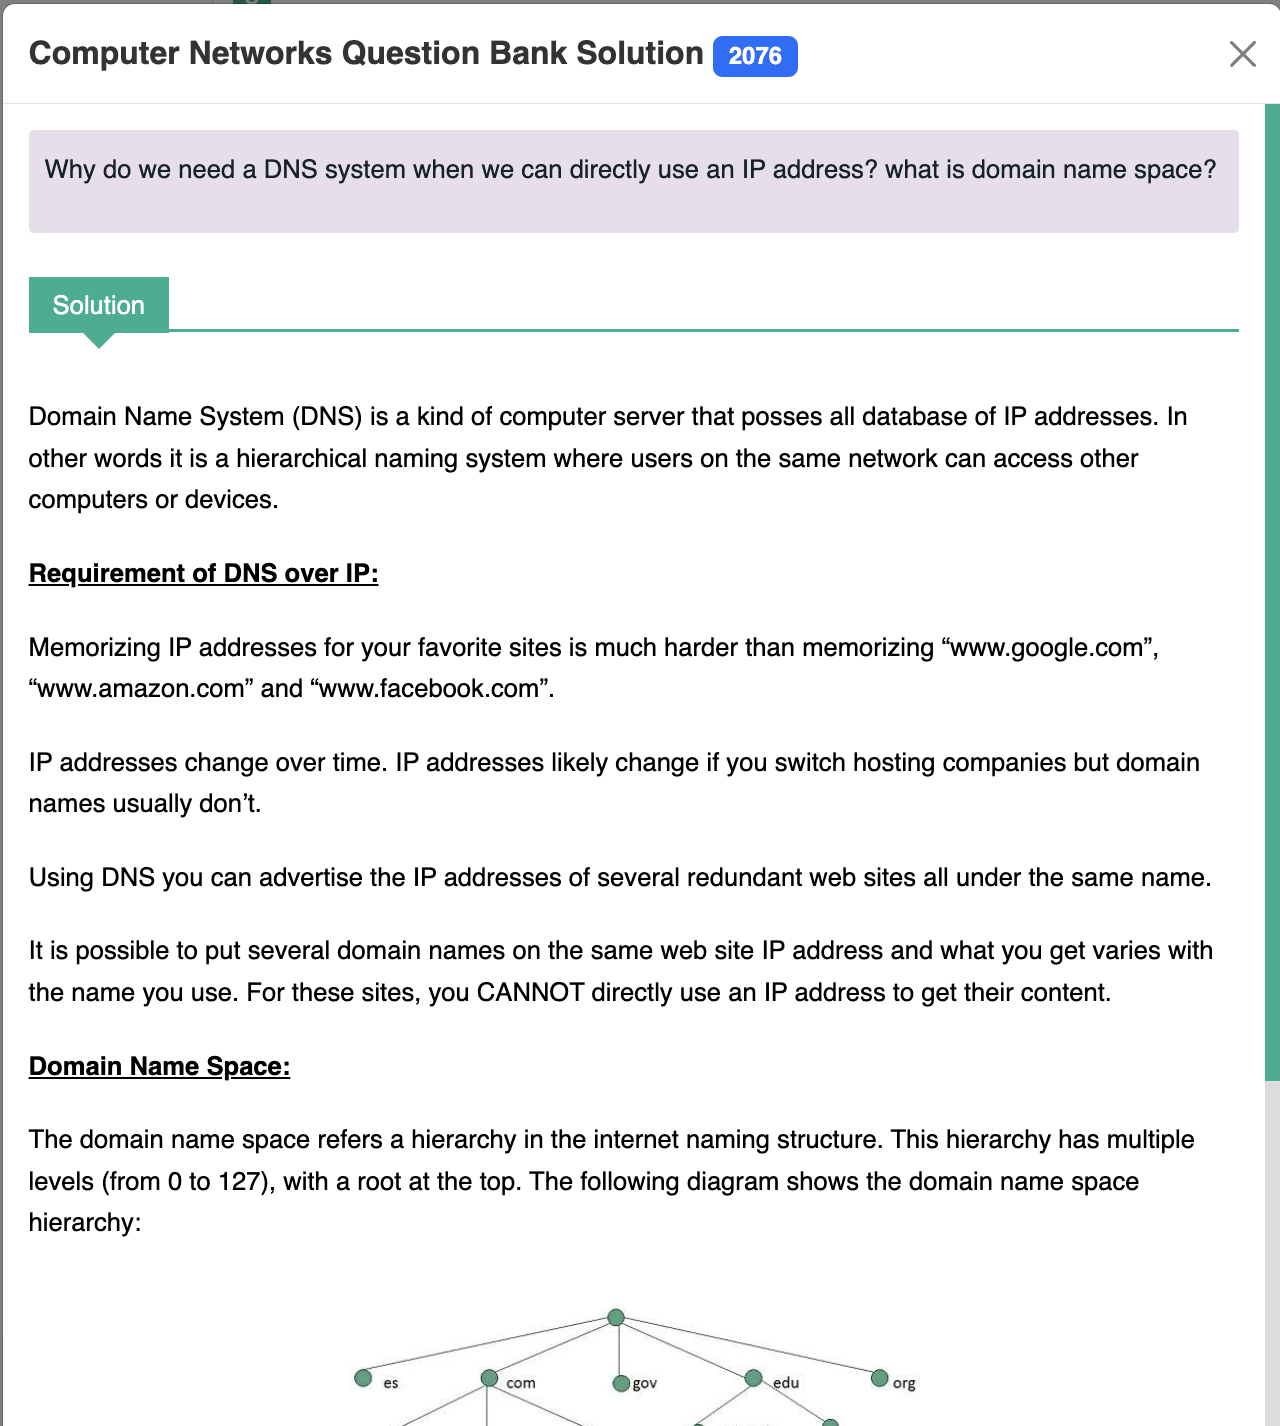 Computer Networks Question Bank Solution 2076
Why do we need a DNS system when we can directly use an IP address? what is domain name space?
Solution
Domain Name System (DNS) is a kind of computer server that posses all database of IP addresses. In
other words it is a hierarchical naming system where users on the same network can access other
computers or devices.
Requirement of DNS over IP:
Memorizing IP addresses for your favorite sites is much harder than memorizing “www.google.com”,
“www.amazon.com” and “www.facebook.com”.
IP addresses change over time. IP addresses likely change if you switch hosting companies but domain
names usually don’t.
Using DNS you can advertise the IP addresses of several redundant web sites all under the same name.
It is possible to put several domain names on the same web site IP address and what you get varies with
the name you use. For these sites, you CANNOT directly use an IP address to get their content.
Domain Name Space:
The domain name space refers a hierarchy in the internet naming structure. This hierarchy has multiple
levels (from 0 to 127), with a root at the top. The following diagram shows the domain name space
hierarchy:
es com gov edu org